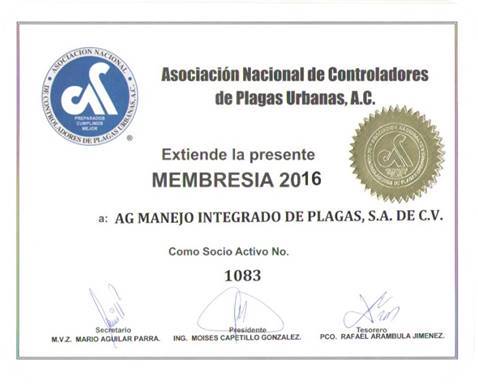 ASOCIACION NACIONAL
DE CONTROLADORES DE PLAGAS URBANAS, A.C.
PREPARADOS
CUMPLIMOS
MEJOR
®
Asociación Nacional de Controladores
de Plagas Urbanas, A.C.
Extiende la presente
MEMBRESIA 2016
a: AG MANEJO INTEGRADO DE PLAGAS, S.A. DE C.V.
Como Socio Activo No.
1083
Secretario
M.V.Z. MARIO AGUILAR PARRA.
Presidente
ING. MOISES CAPETILLO GONZALEZ.
Tesorero
PCO. RAFAEL ARAMBULA JIMENEZ.